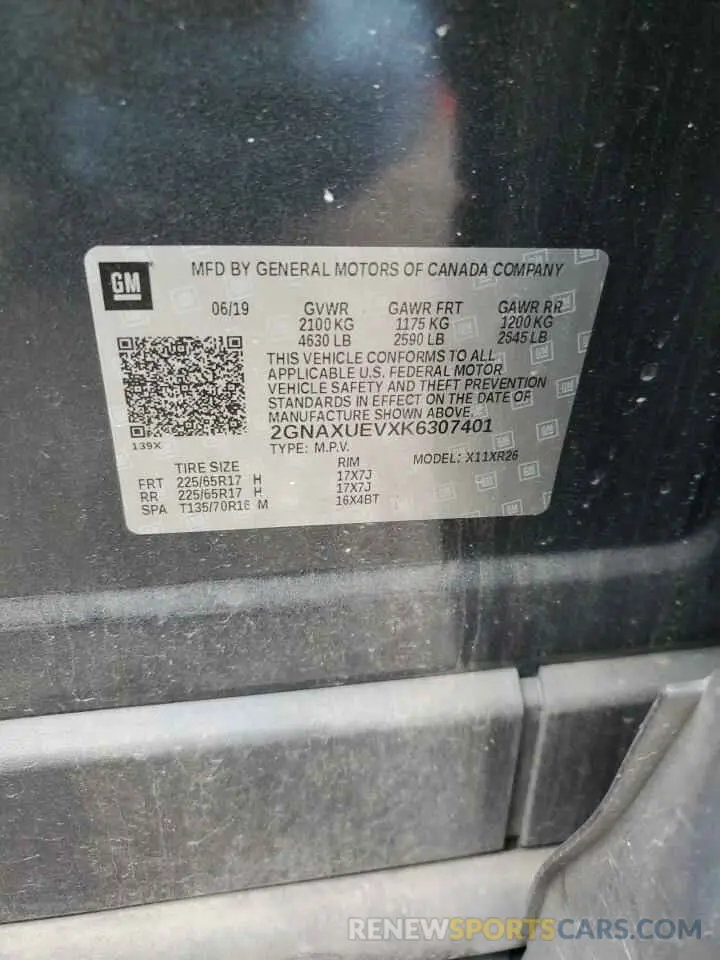 GM
MFD BY GENERAL MOTORS OF CANADA COMPANY
06/19 GVWR GAWR FRT GAWR RR
2100 KG 1175 KG 1200 KG
4630 LB 2590 LB 2645 LB
THIS VEHICLE CONFORMS TO ALL
APPLICABLE U.S. FEDERAL MOTOR
VEHICLE SAFETY AND THEFT PREVENTION
STANDARDS IN EFFECT ON THE DATE OF
MANUFACTURE SHOWN ABOVE.
2GNAXUEVXK6307401
139X
TYPE: M.P.V. MODEL: X11XR26
TIRE SIZE RIM
FRT 225/65R17 H 17X7J
RR 225/65R17 H 17X7J
SPA T135/70R16 M 16X4BT
RENEWSPORTSCARS.COM